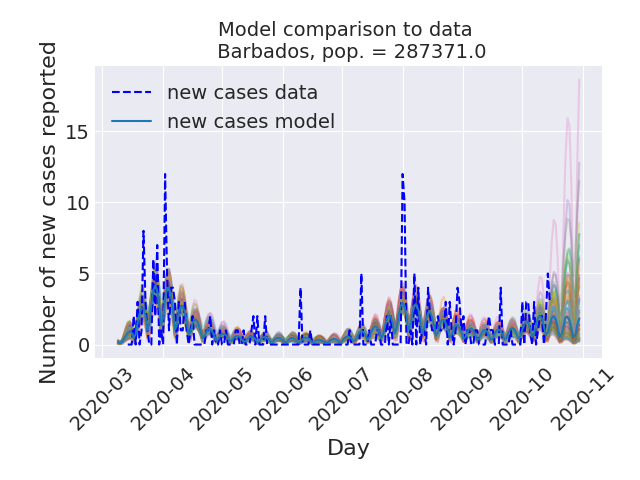 Model comparison to data
Barbados, pop. = 287371.0
Number of new cases reported
new cases data
new cases model
15
10
5
0
2020-03
2020-04
2020-05
2020-06
2020-07
2020-08
2020-09
2020-10
2020-11
Day